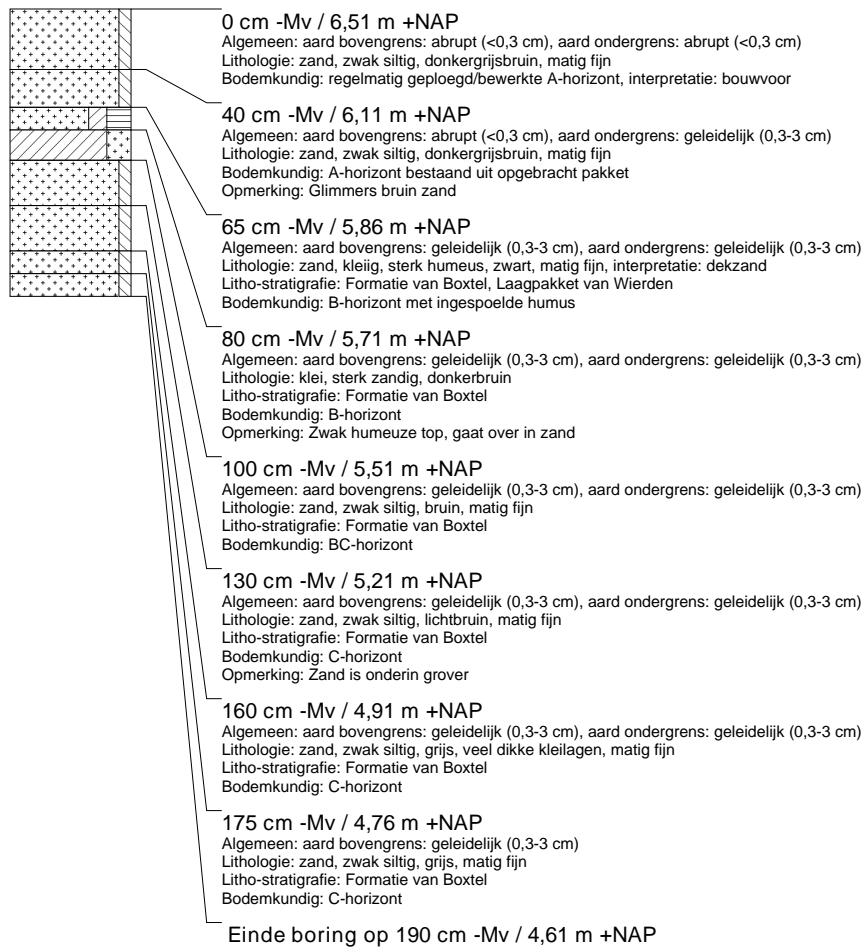 0 cm -Mv / 6,51 m +NAP
Algemeen: aard bovengrens: abrupt (<0,3 cm), aard ondergrens: abrupt (<0,3 cm)
Lithologie: zand, zwak siltig, donkergrijsbruin, matig fijn
Bodemkundig: regelmatig geploegd/bewerkte A-horizont, interpretatie: bouwvoor
40 cm -Mv / 6,11 m +NAP
Algemeen: aard bovengrens: abrupt (<0,3 cm), aard ondergrens: geleidelijk (0,3-3 cm)
Lithologie: zand, zwak siltig, donkergrijsbruin, matig fijn
Bodemkundig: A-horizont bestaand uit opgebracht pakket
Opmerking: Glimmers bruin zand
65 cm -Mv / 5,86 m +NAP
Algemeen: aard bovengrens: geleidelijk (0,3-3 cm), aard ondergrens: geleidelijk (0,3-3 cm)
Lithologie: zand, kleiig, sterk humeus, zwart, matig fijn, interpretatie: dekzand
Litho-stratigrafie: Formatie van Boxtel, Laagpakket van Wierden
Bodemkundig: B-horizont met ingespoelde humus
80 cm -Mv / 5,71 m +NAP
Algemeen: aard bovengrens: geleidelijk (0,3-3 cm), aard ondergrens: geleidelijk (0,3-3 cm)
Lithologie: klei, sterk zandig, donkerbruin
Litho-stratigrafie: Formatie van Boxtel
Bodemkundig: B-horizont
Opmerking: Zwak humeuze top, gaat over in zand
100 cm -Mv / 5,51 m +NAP
Algemeen: aard bovengrens: geleidelijk (0,3-3 cm), aard ondergrens: geleidelijk (0,3-3 cm)
Lithologie: zand, zwak siltig, bruin, matig fijn
Litho-stratigrafie: Formatie van Boxtel
Bodemkundig: BC-horizont
130 cm -Mv / 5,21 m +NAP
Algemeen: aard bovengrens: geleidelijk (0,3-3 cm), aard ondergrens: geleidelijk (0,3-3 cm)
Lithologie: zand, zwak siltig, lichtbruin, matig fijn
Litho-stratigrafie: Formatie van Boxtel
Bodemkundig: C-horizont
Opmerking: Zand is onderin grover
160 cm -Mv / 4,91 m +NAP
Algemeen: aard bovengrens: geleidelijk (0,3-3 cm), aard ondergrens: geleidelijk (0,3-3 cm)
Lithologie: zand, zwak siltig, grijs, veel dikke kleilagen, matig fijn
Litho-stratigrafie: Formatie van Boxtel
Bodemkundig: C-horizont
175 cm -Mv / 4,76 m +NAP
Algemeen: aard bovengrens: geleidelijk (0,3-3 cm)
Lithologie: zand, zwak siltig, grijs, matig fijn
Litho-stratigrafie: Formatie van Boxtel
Bodemkundig: C-horizont
Einde boring op 190 cm -Mv / 4,61 m +NAP